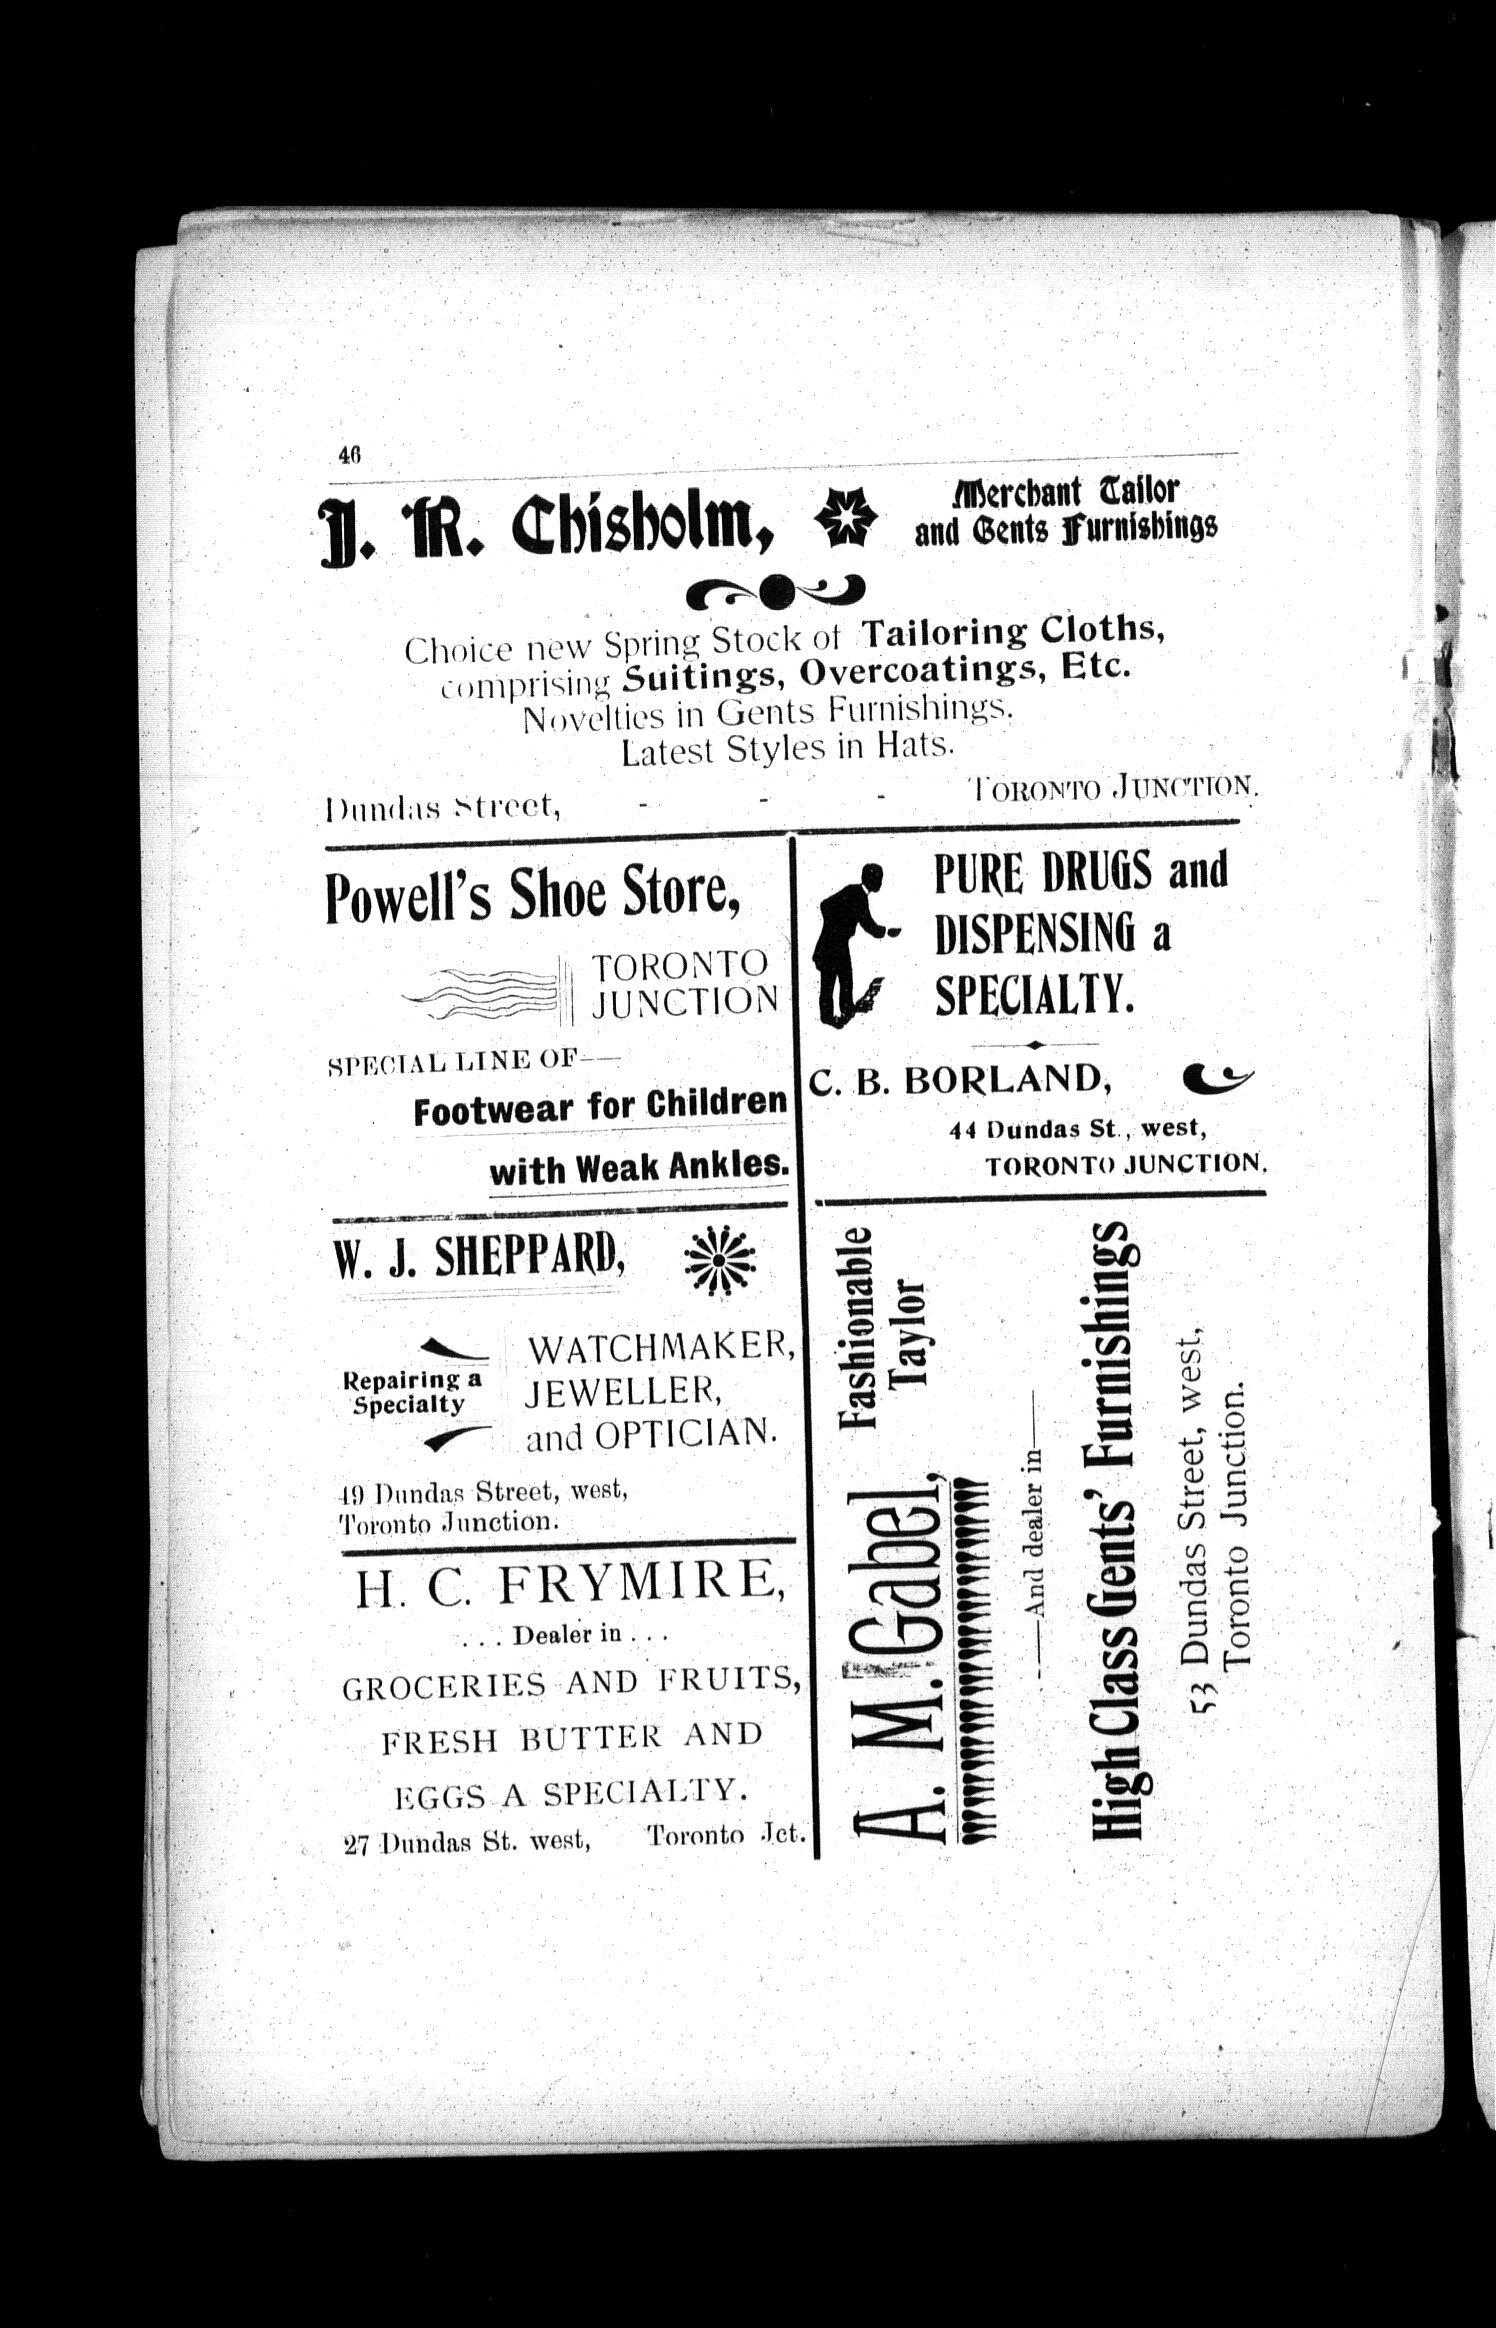 46
J. R. Chisholm,
Merchant Tailor
and Gents Furnishings
Choice new Spring Stock of Tailoring Cloths,
comprising Suitings, Overcoatings, Etc.
Novelties in Gents Furnishings.
Latest Styles in Hats.
Dundas Street, - - - TORONTO JUNCTION.
Powell's Shoe Store,
TORONTO
JUNCTION
SPECIAL LINE OF——
Footwear for Children
with Weak Ankles.
W. J. SHEPPARD,
Repairing a
Specialty
WATCHMAKER,
JEWELLER,
and OPTICIAN.
49 Dundas Street, west,
Toronto Junction.
H. C. FRYMIRE,
. . . Dealer in . . .
GROCERIES AND FRUITS,
FRESH BUTTER AND
EGGS A SPECIALTY.
27 Dundas St. west, Toronto Jct.
PURE DRUGS and
DISPENSING a
SPECIALTY.
C. B. BORLAND,
44 Dundas St., west,
TORONTO JUNCTION.
A. M. Gabel,
Fashionable
Taylor
——And dealer in——
High Class Gents' Furnishings
53 Dundas Street, west,
Toronto Junction.